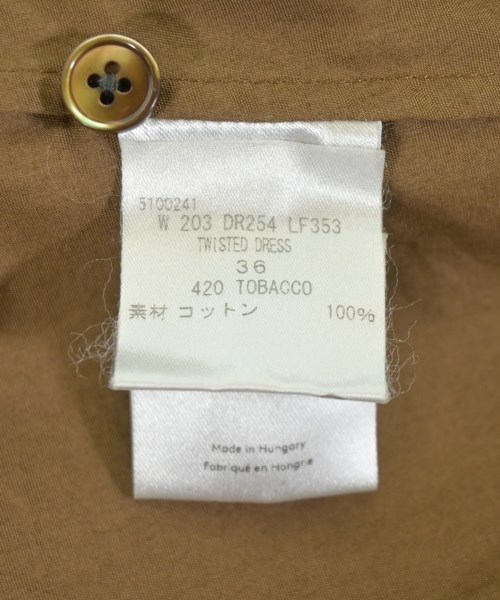 5100241
W 203 DR254 LF353
TWISTED DRESS
36
420 TOBACCO
素材 コットン 100%
Made in Hungary
Fabriqué en Hongrie